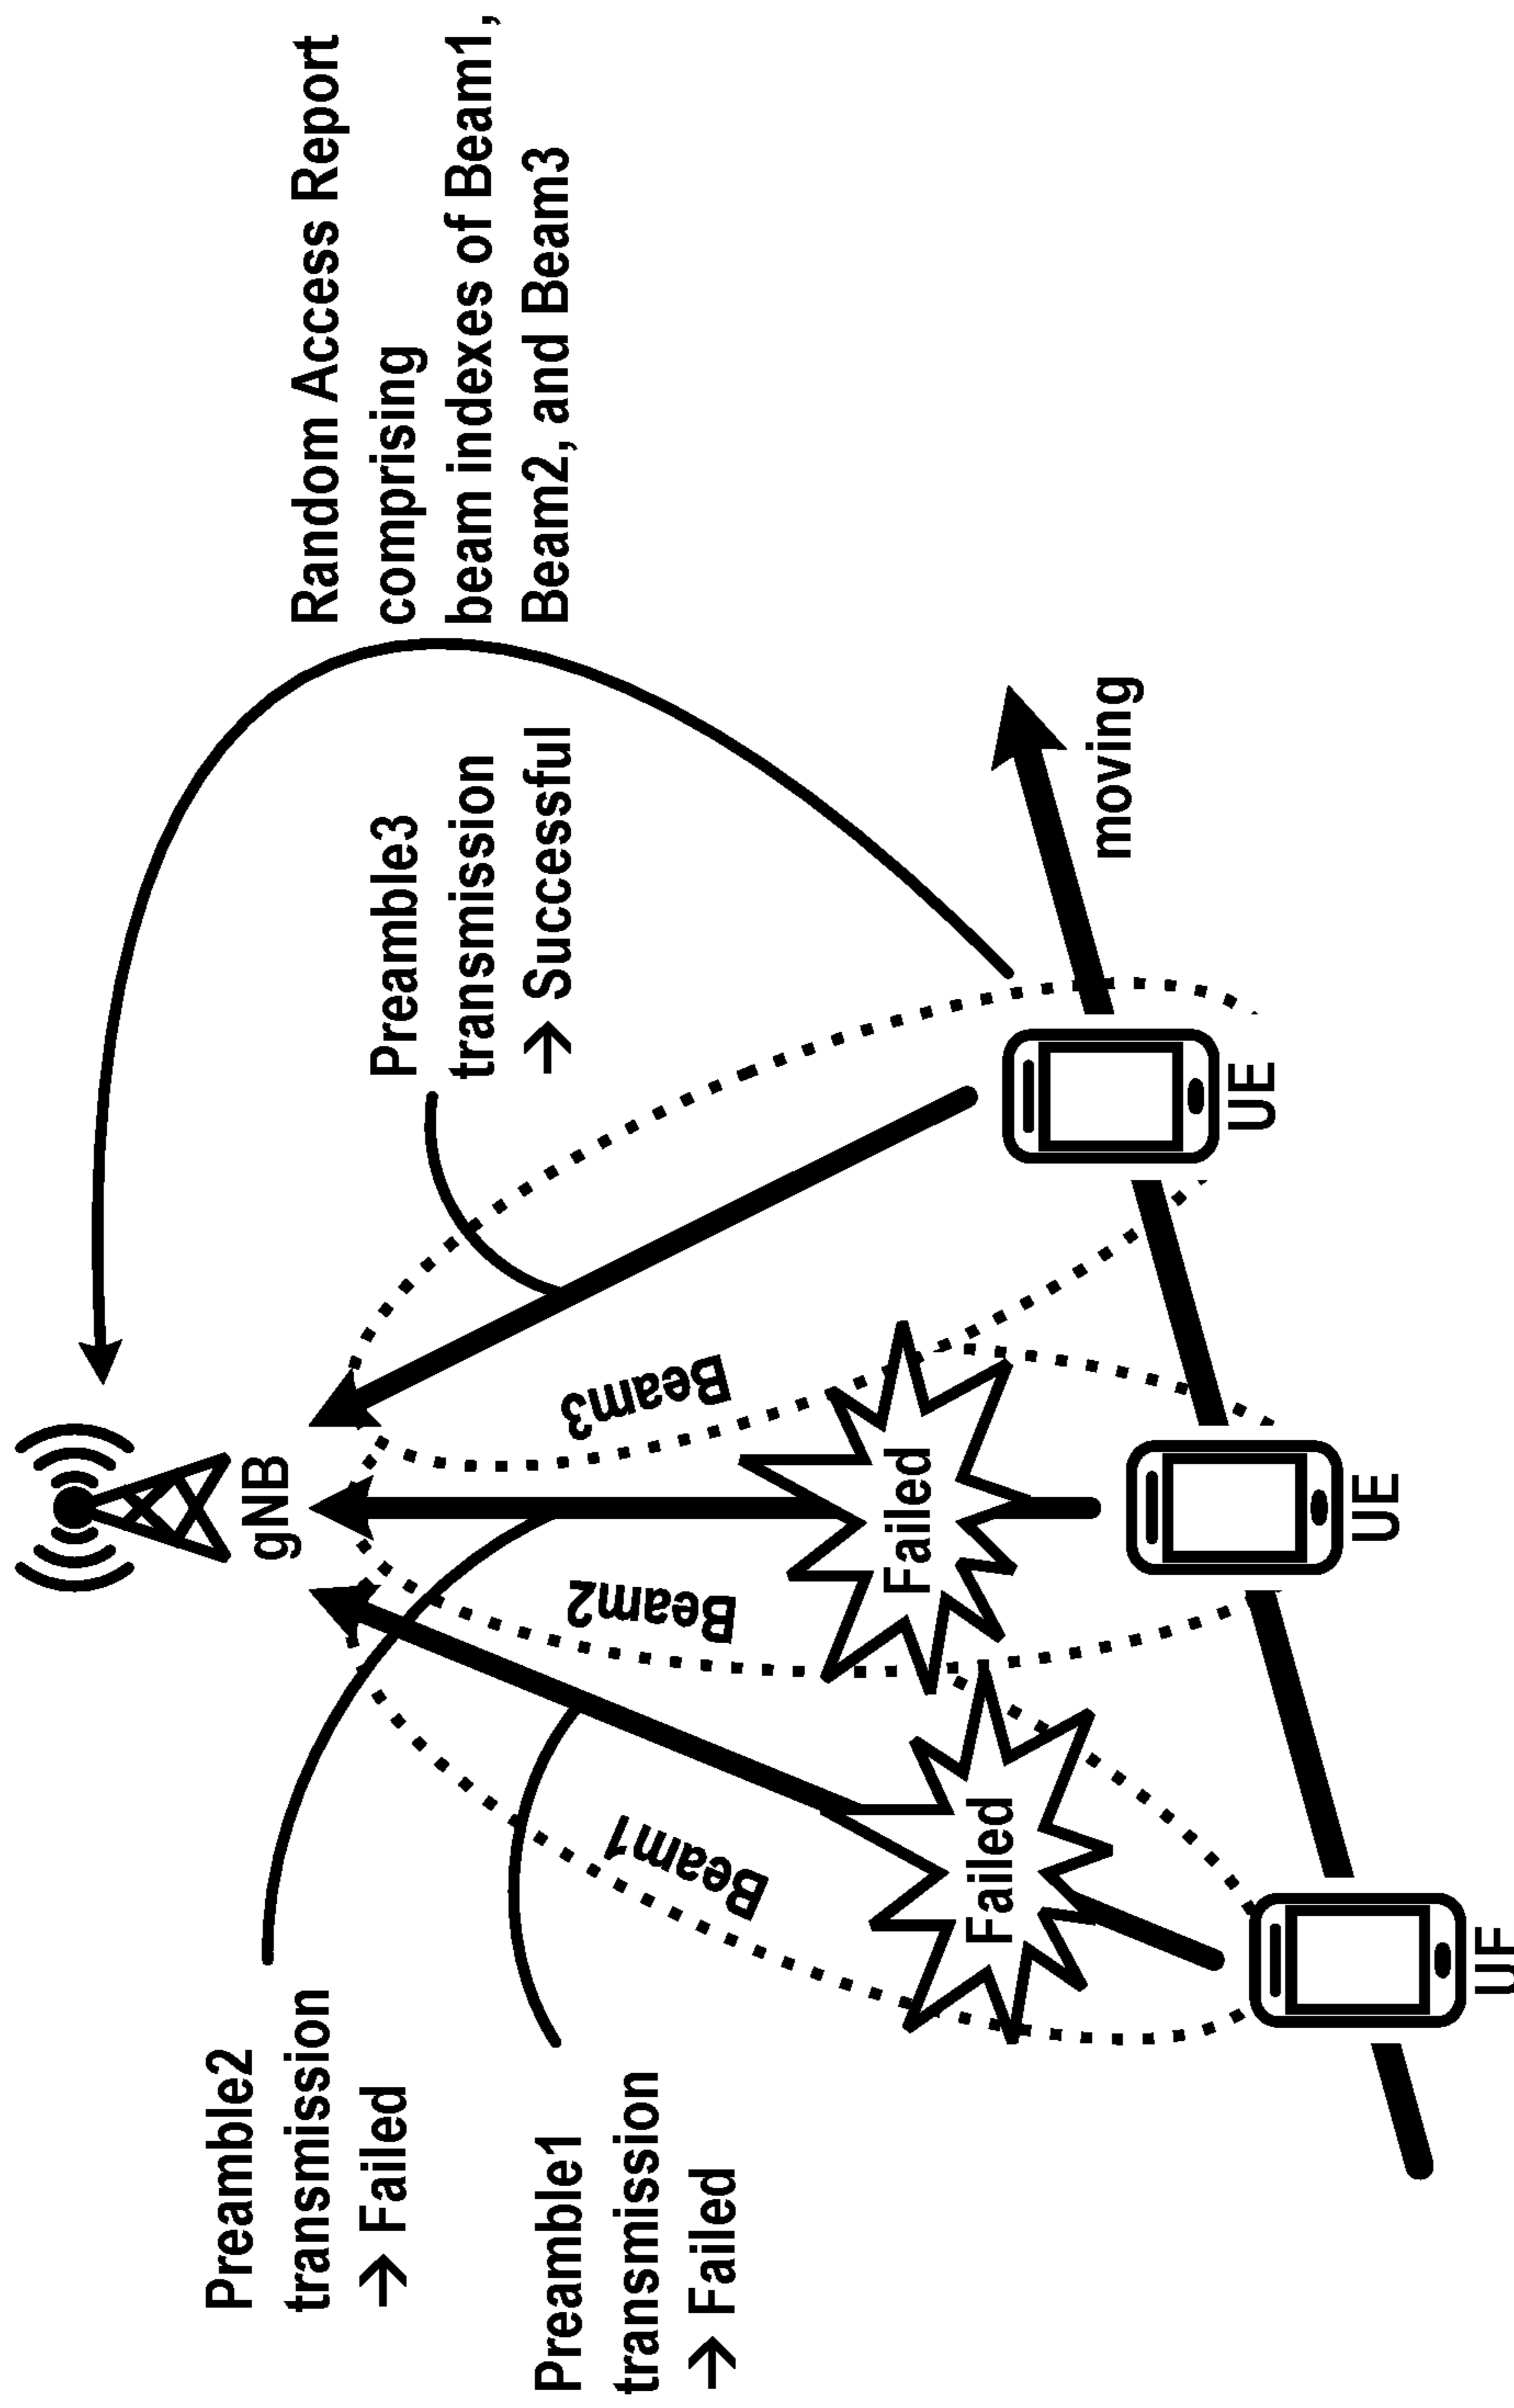 gNB
Random Access Report
comprising
beam indexes of Beam1,
Beam2, and Beam3
Preamble2
transmission
→ Failed
Preamble3
transmission
→ Successful
Preamble1
transmission
→ Failed
Beam1
Beam2
Beam3
Failed
Failed
moving
UE
UE
UE